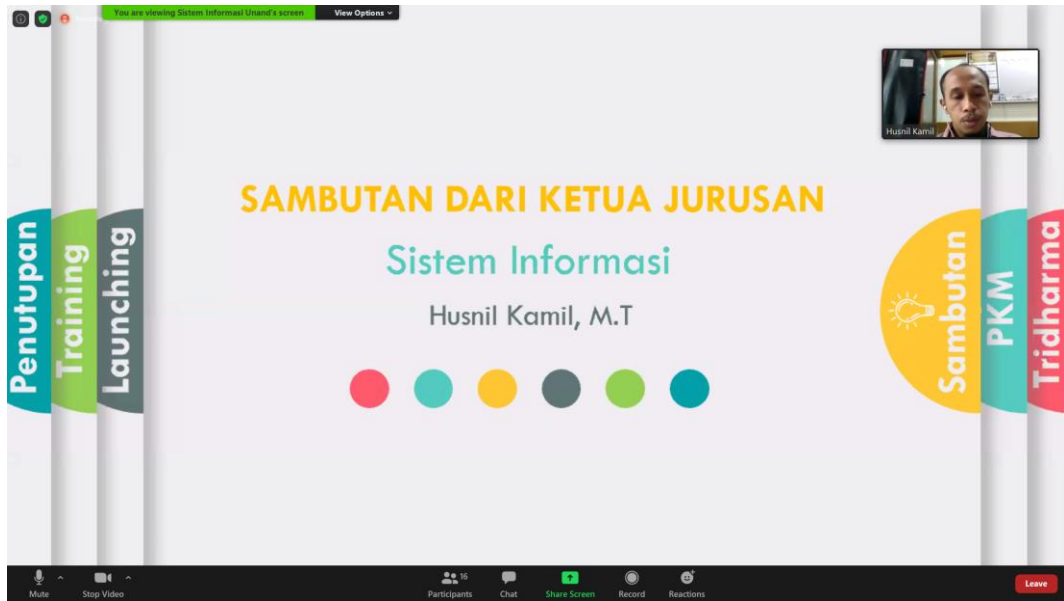 You are viewing Sistem Informasi Unand's screen
View Options
Husnil Kamil
SAMBUTAN DARI KETUA JURUSAN
Sistem Informasi
Husnil Kamil, M.T
Penutupan
Training
Launching
Sambutan
PKM
Tridharma
Mute
Stop Video
16
Participants
Chat
Share Screen
Record
Reactions
Leave